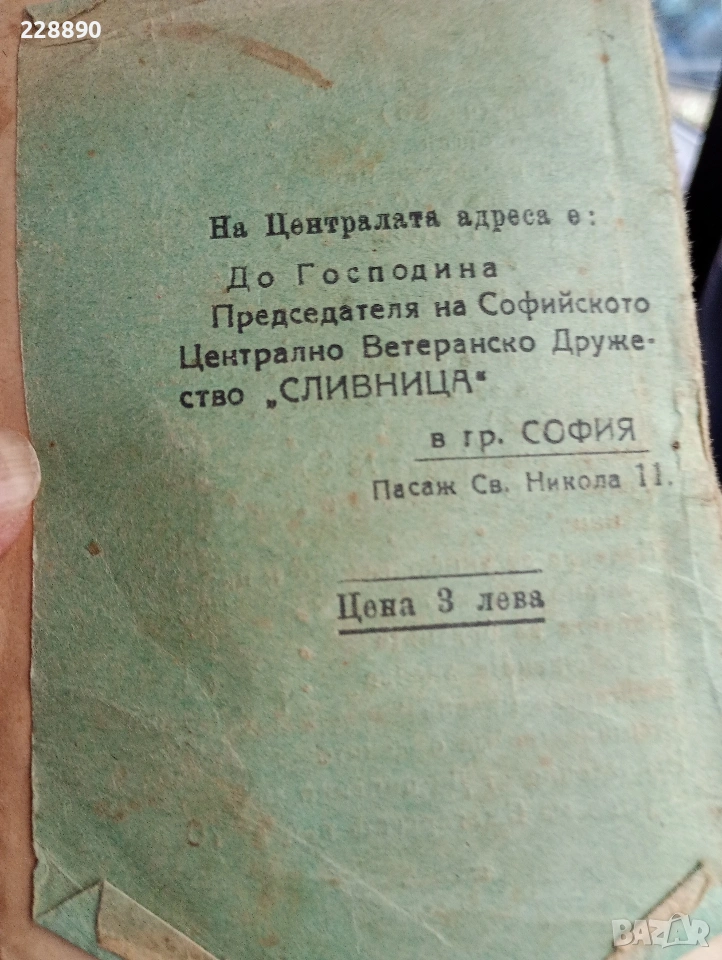 228890
На Централата адреса е:
До Господина
Председателя на Софийското
Централно Ветеранско Друже-
ство „СЛИВНИЦА“
в гр. СОФИЯ
Пасаж Св. Никола 11.
Цена 3 лева
BAZAR